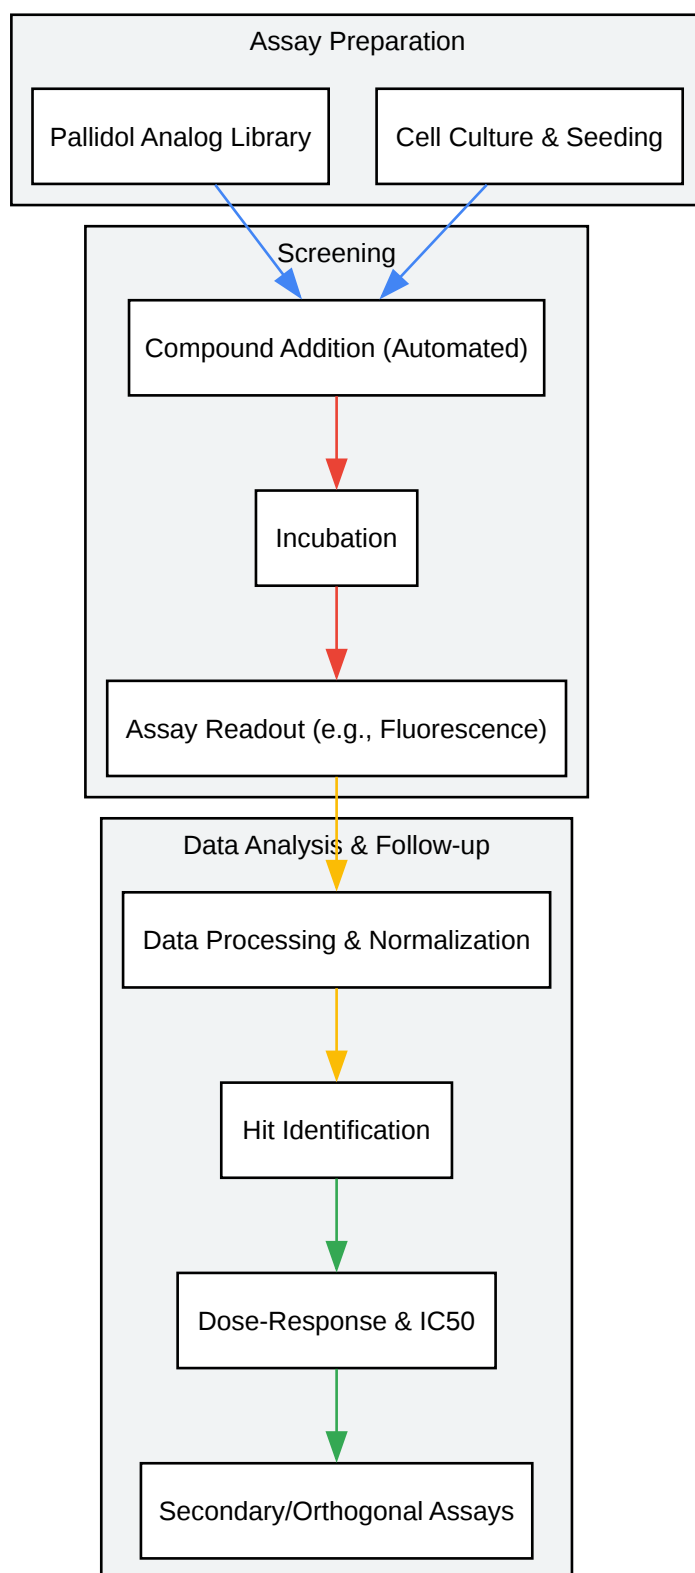 Assay Preparation
Pallidol Analog Library
Cell Culture & Seeding
Screening
Compound Addition (Automated)
Incubation
Assay Readout (e.g., Fluorescence)
Data Analysis & Follow-up
Data Processing & Normalization
Hit Identification
Dose-Response & IC50
Secondary/Orthogonal Assays